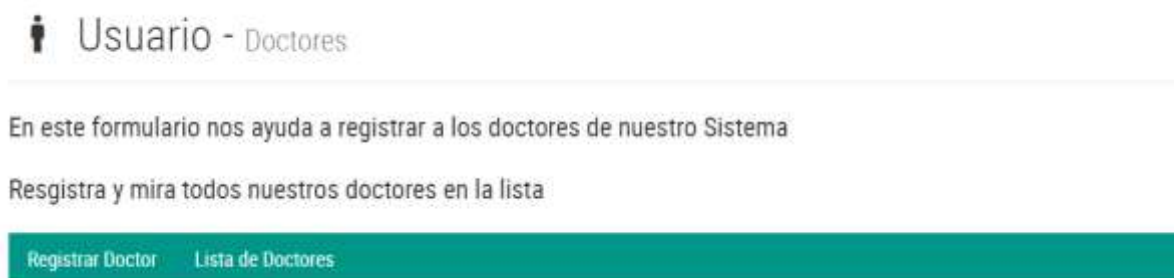 Usuario - Doctores
En este formulario nos ayuda a registrar a los doctores de nuestro Sistema
Resgistra y mira todos nuestros doctores en la lista
Registrar Doctor Lista de Doctores